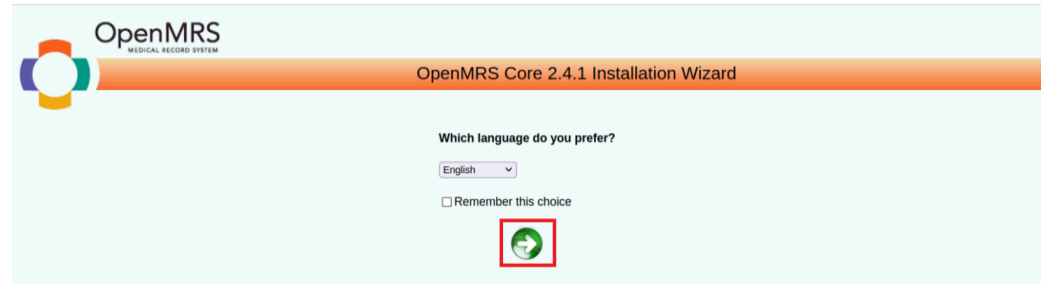 OpenMRS
MEDICAL RECORD SYSTEM
OpenMRS Core 2.4.1 Installation Wizard
Which language do you prefer?
English
Remember this choice